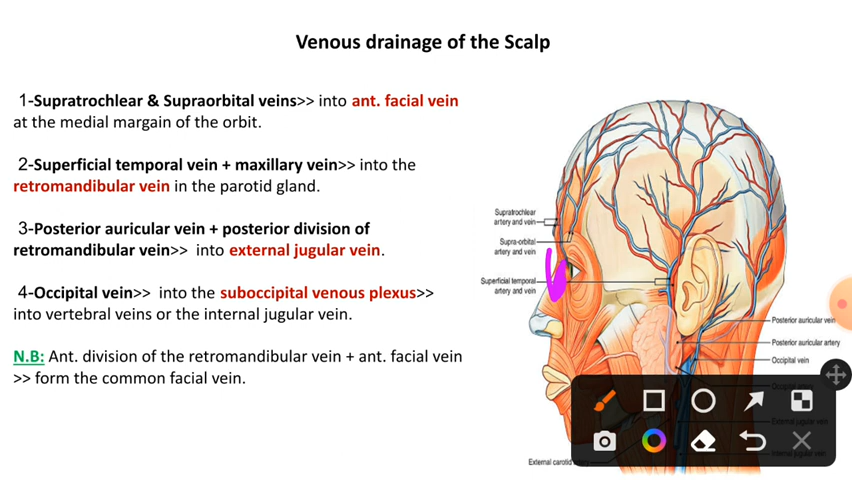 Venous drainage of the Scalp
1-Supratrochlear & Supraorbital veins>> into ant. facial vein
at the medial margain of the orbit.
2-Superficial temporal vein + maxillary vein>> into the
retromandibular vein in the parotid gland.
3-Posterior auricular vein + posterior division of
retromandibular vein>> into external jugular vein.
4-Occipital vein>> into the suboccipital venous plexus>>
into vertebral veins or the internal jugular vein.
N.B: Ant. division of the retromandibular vein + ant. facial vein
>> form the common facial vein.
Supratrochlear
artery and vein
Supra-orbital
artery and vein
Superficial temporal
artery and vein
Posterior auricular vein
Posterior auricular artery
Occipital vein
External carotid